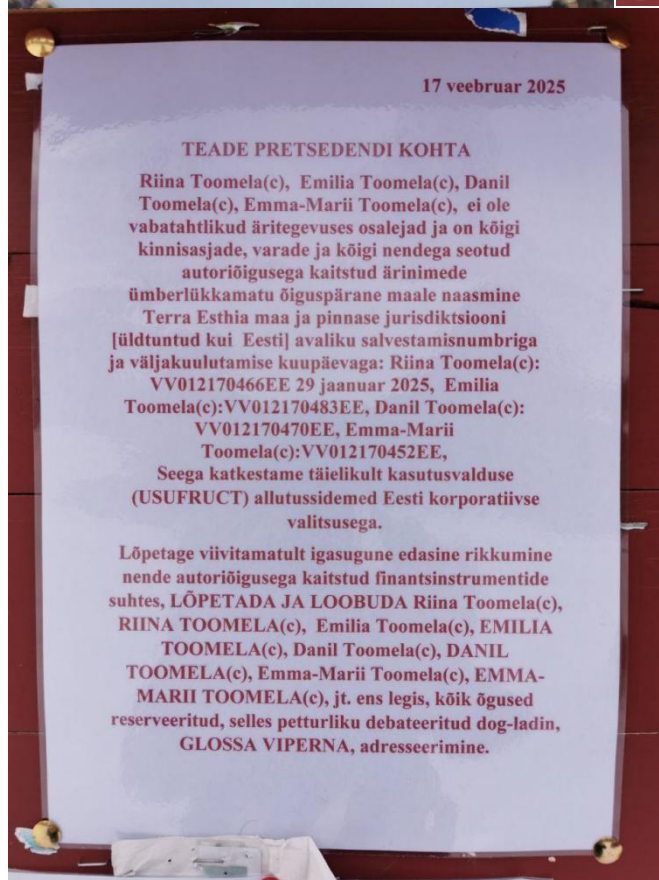 17 veebruar 2025
TEADE PRETSEDENDI KOHTA
Riina Toomela(c), Emilia Toomela(c), Danil
Toomela(c), Emma-Marii Toomela(c), ei ole
vabatahtlikud äritegevuses osalejad ja on kõigi
kinnisasjade, varade ja kõigi nendega seotud
autoriõigusega kaitstud ärinimede
ümberlükkamatu õiguspärane maale naasmine
Terra Esthia maa ja pinnase jurisdiktsiooni
[üldtuntud kui Eesti] avaliku salvestamisnumbriga
ja väljakuulutamise kuupäevaga: Riina Toomela(c):
VV012170466EE 29 jaanuar 2025, Emilia
Toomela(c):VV012170483EE, Danil Toomela(c):
VV012170470EE, Emma-Marii
Toomela(c):VV012170452EE,
Seega katkestame täielikult kasutusvalduse
(USUFRUCT) allutussidemed Eesti korporatiivse
valitsusega.
Lõpetage viivitamatult igasugune edasine rikkumine
nende autoriõigusega kaitstud finantsinstrumentide
suhtes, LÕPETADA JA LOOBUDA Riina Toomela(c),
RIINA TOOMELA(c), Emilia Toomela(c), EMILIA
TOOMELA(c), Danil Toomela(c), DANIL
TOOMELA(c), Emma-Marii Toomela(c), EMMA-
MARII TOOMELA(c), jt. ens legis, kõik õgused
reserveeritud, selles petturliku debateeritud dog-ladin,
GLOSSA VIPERNA, adresseerimine.